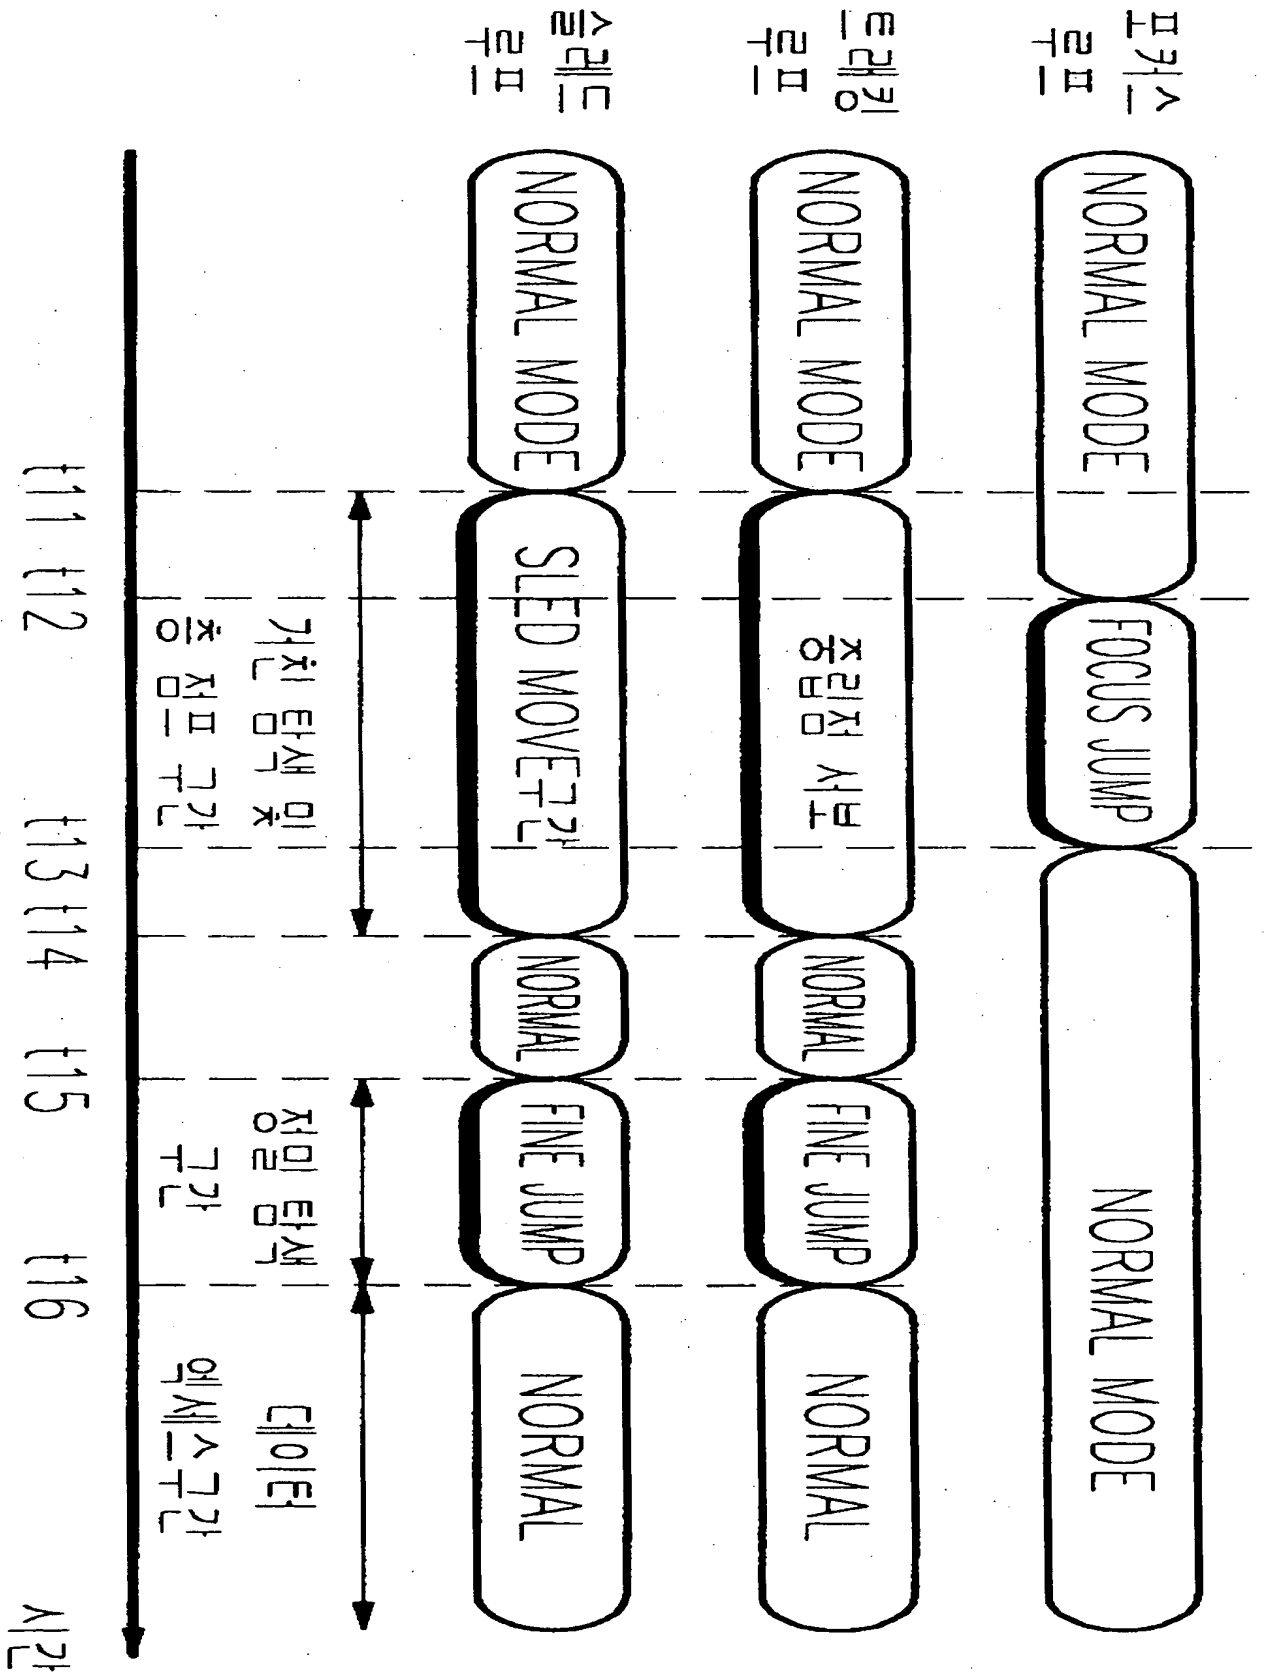 포커스
루프
NORMAL MODE
FOCUS JUMP
NORMAL MODE
트래킹
루프
NORMAL MODE
중립점 서보
NORMAL
FINE JUMP
NORMAL
슬레드
루프
NORMAL MODE
SLED MOVE구간
NORMAL
FINE JUMP
NORMAL
거친 탐색 및
층 점프 구간
정밀 탐색
구간
데이터
엑세스구간
t11 t12 t13 t14 t15 t16 시간